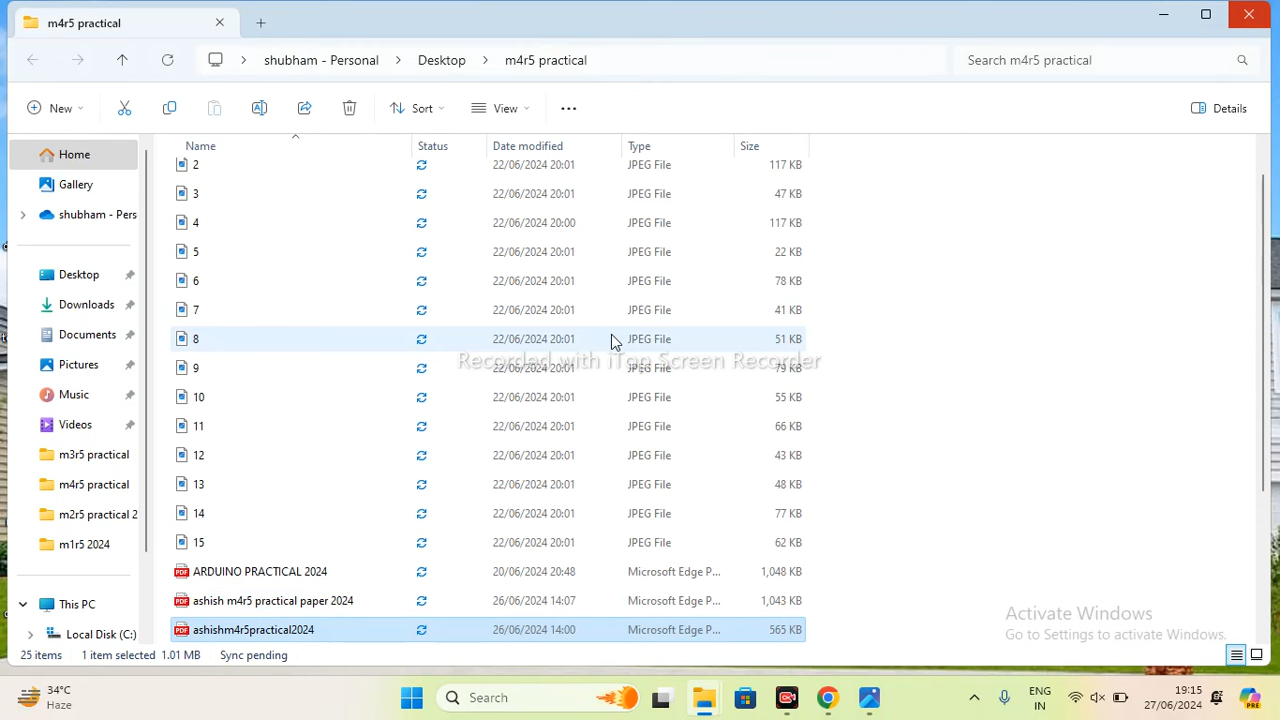 m4r5 practical
shubham - Personal > Desktop > m4r5 practical
Search m4r5 practical
New
Sort
View
Details
Name Status Date modified Type Size
2 22/06/2024 20:01 JPEG File 117 KB
3 22/06/2024 20:01 JPEG File 47 KB
4 22/06/2024 20:00 JPEG File 117 KB
5 22/06/2024 20:01 JPEG File 22 KB
6 22/06/2024 20:01 JPEG File 78 KB
7 22/06/2024 20:01 JPEG File 41 KB
8 22/06/2024 20:01 JPEG File 51 KB
Recorded with iTop Screen Recorder
9 22/06/2024 20:01 JPEG File 79 KB
10 22/06/2024 20:01 JPEG File 55 KB
11 22/06/2024 20:01 JPEG File 66 KB
12 22/06/2024 20:01 JPEG File 43 KB
13 22/06/2024 20:01 JPEG File 48 KB
14 22/06/2024 20:01 JPEG File 77 KB
15 22/06/2024 20:01 JPEG File 62 KB
PDF ARDUINO PRACTICAL 2024 20/06/2024 20:48 Microsoft Edge P... 1,048 KB
PDF ashish m4r5 practical paper 2024 26/06/2024 14:07 Microsoft Edge P... 1,043 KB
PDF ashishm4r5practical2024 26/06/2024 14:00 Microsoft Edge P... 565 KB
Home
Gallery
shubham - Pers
Desktop
Downloads
Documents
Pictures
Music
Videos
m3r5 practical
m4r5 practical
m2r5 practical 2
m1r5 2024
This PC
Local Disk (C:)
Activate Windows
Go to Settings to activate Windows.
25 items 1 item selected 1.01 MB Sync pending
34°C
Haze
Search
ENG
IN
19:15
27/06/2024
PRE